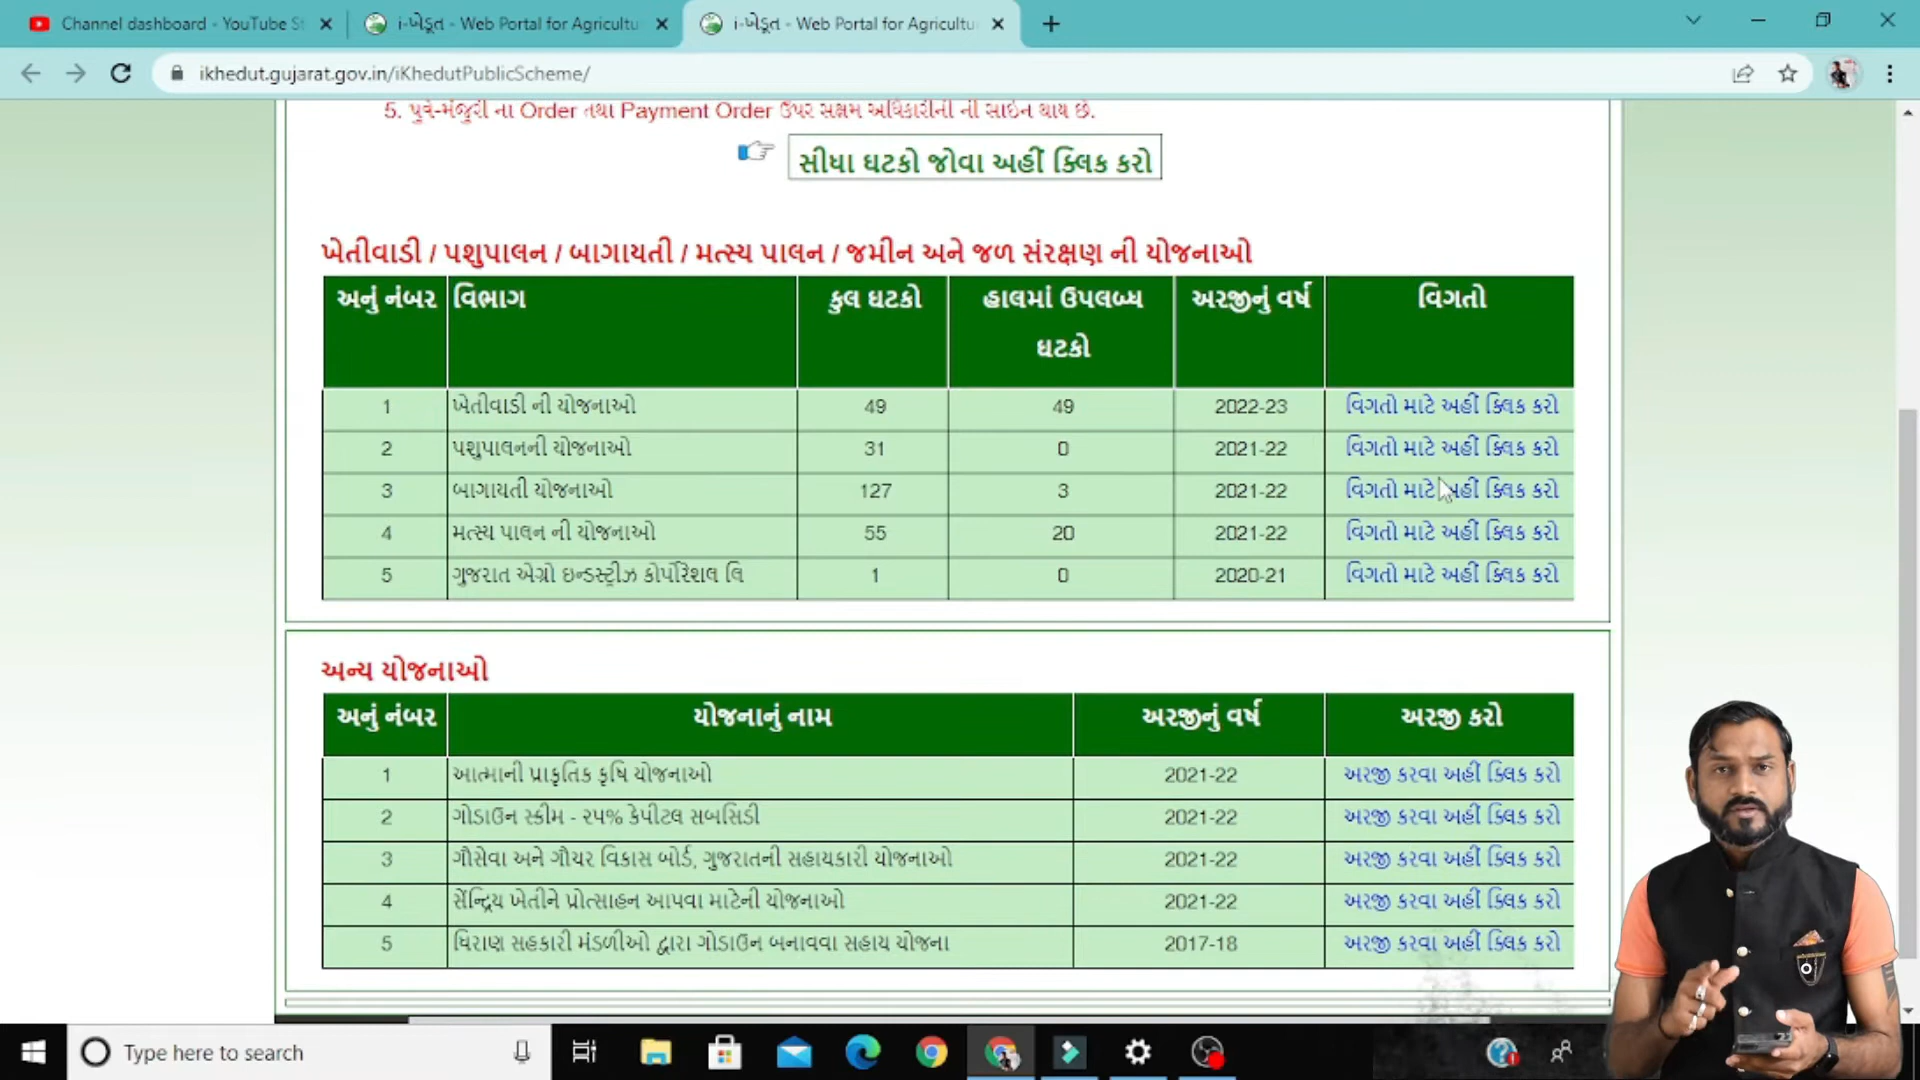 Channel dashboard - YouTube St
i-ખેડૂત - Web Portal for Agricultu
i-ખેડૂત - Web Portal for Agricultu
ikhedut.gujarat.gov.in/iKhedutPublicScheme/
5. પુર્વ-મંજુરી ના Order તથા Payment Order ઉપર સક્ષમ અધિકારીની ની સાઇન થાય છે.
સીધા ઘટકો જોવા અહીં ક્લિક કરો
ખેતીવાડી / પશુપાલન / બાગાયતી / મત્સ્ય પાલન / જમીન અને જળ સંરક્ષણ ની યોજનાઓ
અનું નંબર વિભાગ કુલ ઘટકો હાલમાં ઉપલબ્ધ ઘટકો અરજીનું વર્ષ વિગતો
1 ખેતીવાડી ની યોજનાઓ 49 49 2022-23 વિગતો માટે અહીં ક્લિક કરો
2 પશુપાલનની યોજનાઓ 31 0 2021-22 વિગતો માટે અહીં ક્લિક કરો
3 બાગાયતી યોજનાઓ 127 3 2021-22 વિગતો માટે અહીં ક્લિક કરો
4 મત્સ્ય પાલન ની યોજનાઓ 55 20 2021-22 વિગતો માટે અહીં ક્લિક કરો
5 ગુજરાત એગ્રો ઇન્ડસ્ટ્રીઝ કોર્પોરેશલ લિ 1 0 2020-21 વિગતો માટે અહીં ક્લિક કરો
અન્ય યોજનાઓ
અનું નંબર યોજનાનું નામ અરજીનું વર્ષ અરજી કરો
1 આત્માની પ્રાકૃતિક કૃષિ યોજનાઓ 2021-22 અરજી કરવા અહીં ક્લિક કરો
2 ગોડાઉન સ્કીમ - ૨૫% કેપીટલ સબસિડી 2021-22 અરજી કરવા અહીં ક્લિક કરો
3 ગૌસેવા અને ગૌચર વિકાસ બોર્ડ, ગુજરાતની સહાયકારી યોજનાઓ 2021-22 અરજી કરવા અહીં ક્લિક કરો
4 સેંન્દ્રિય ખેતીને પ્રોત્સાહન આપવા માટેની યોજનાઓ 2021-22 અરજી કરવા અહીં ક્લિક કરો
5 ધિરાણ સહકારી મંડળીઓ દ્વારા ગોડાઉન બનાવવા સહાય યોજના 2017-18 અરજી કરવા અહીં ક્લિક કરો
Type here to search